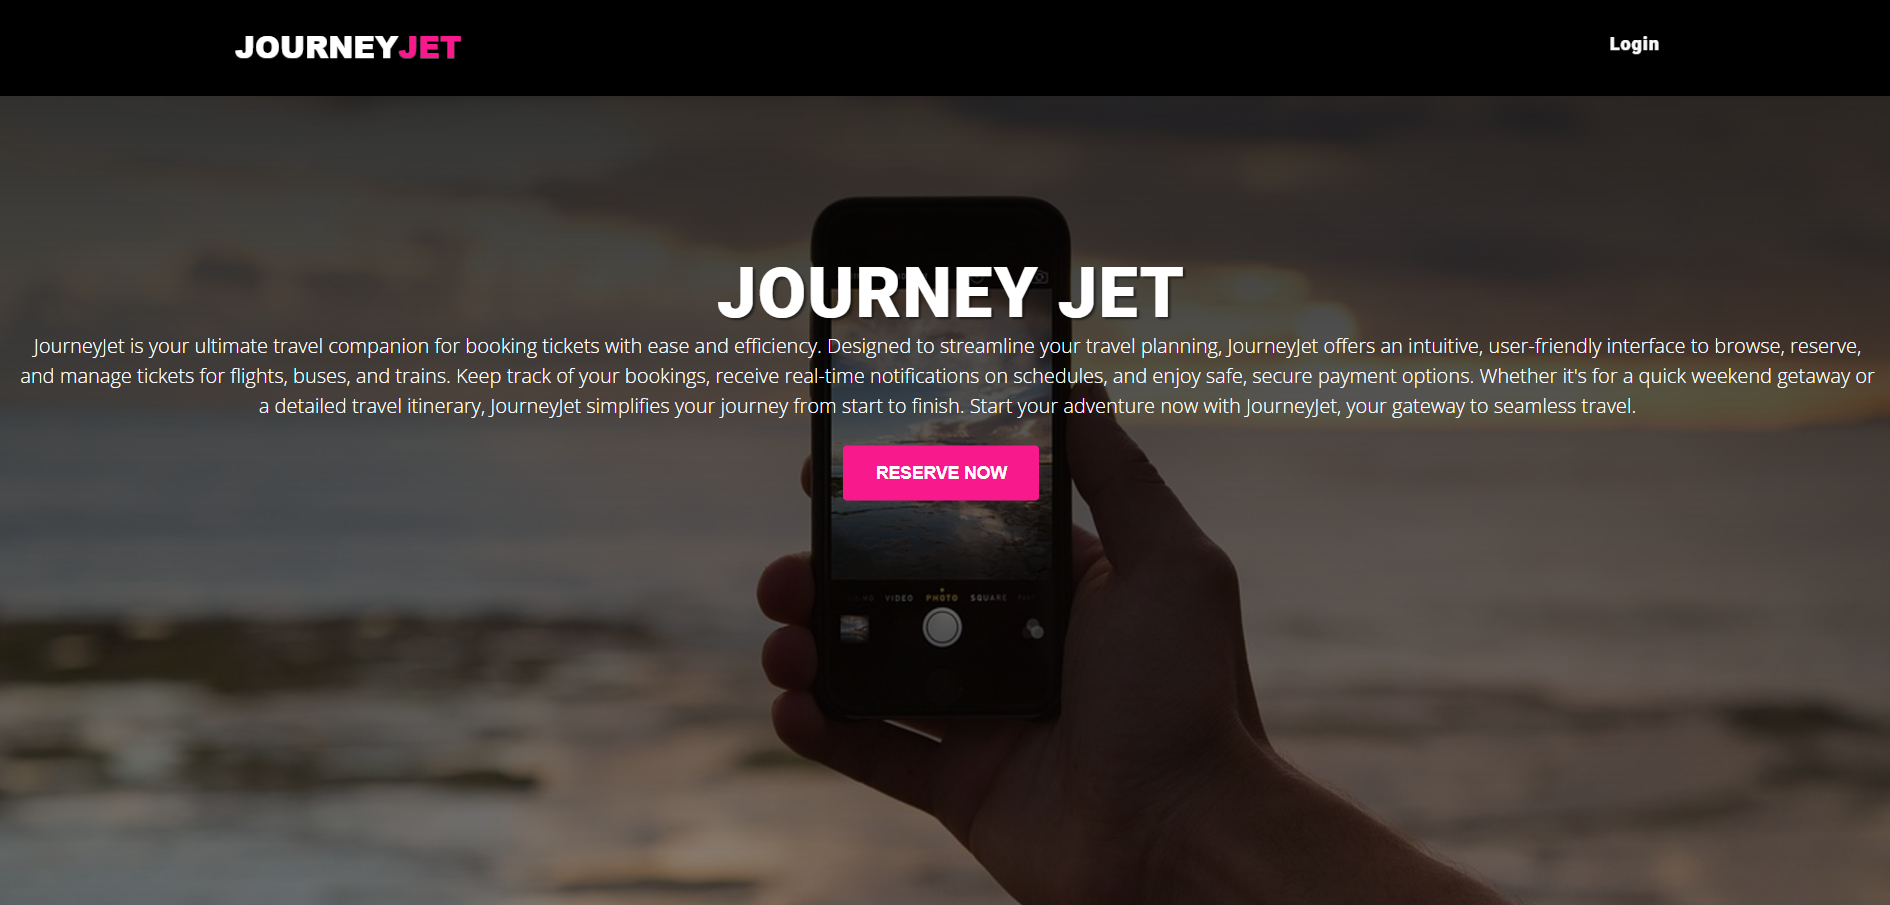 JOURNEYJET
Login
JOURNEY JET
JourneyJet is your ultimate travel companion for booking tickets with ease and efficiency. Designed to streamline your travel planning, JourneyJet offers an intuitive, user-friendly interface to browse, reserve,
and manage tickets for flights, buses, and trains. Keep track of your bookings, receive real-time notifications on schedules, and enjoy safe, secure payment options. Whether it's for a quick weekend getaway or
a detailed travel itinerary, JourneyJet simplifies your journey from start to finish. Start your adventure now with JourneyJet, your gateway to seamless travel.
RESERVE NOW
VIDEO PHOTO SQUARE